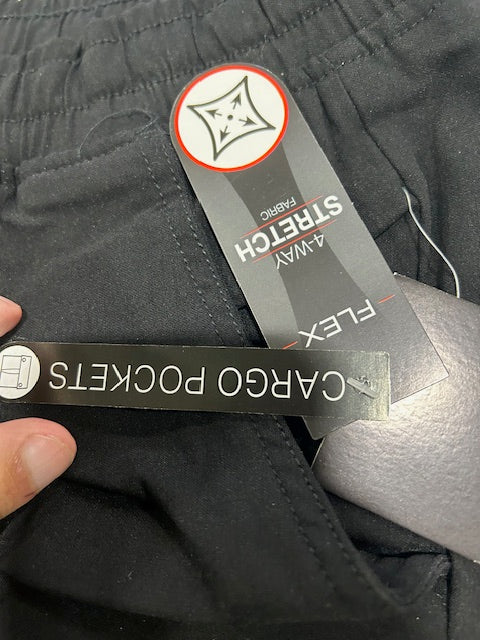 FLEX
4-WAY
STRETCH
FABRIC
CARGO POCKETS